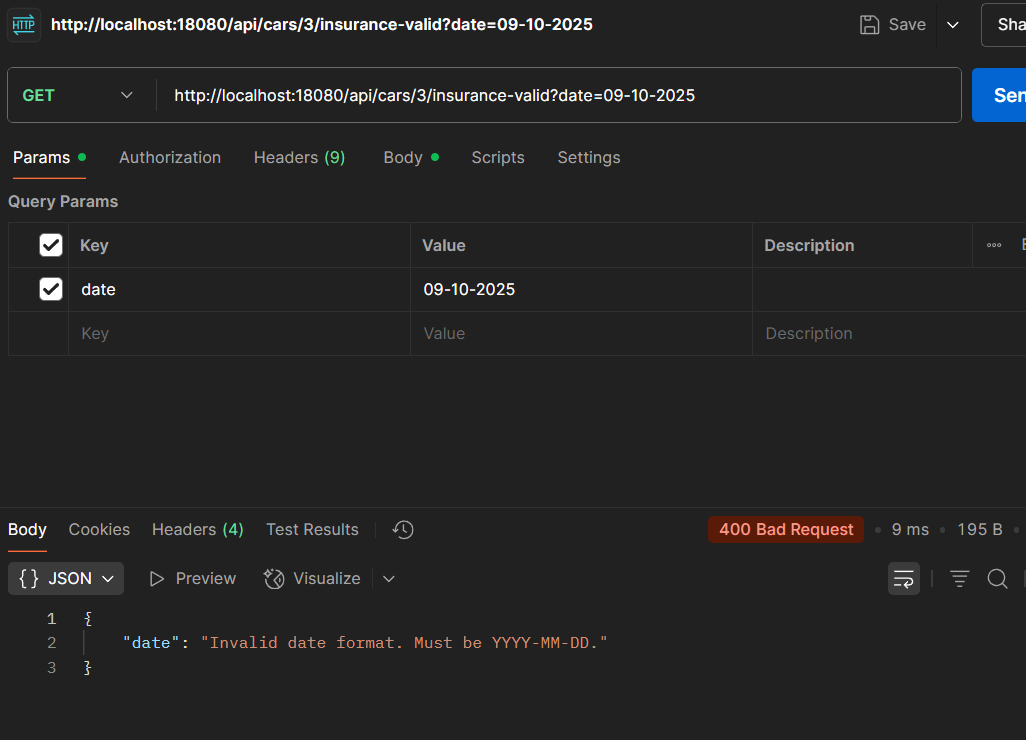 HTTP http://localhost:18080/api/cars/3/insurance-valid?date=09-10-2025 Save
GET http://localhost:18080/api/cars/3/insurance-valid?date=09-10-2025
Params Authorization Headers (9) Body Scripts Settings
Query Params
Key Value Description
date 09-10-2025
Key Value Description
Body Cookies Headers (4) Test Results 400 Bad Request 9 ms 195 B
{} JSON Preview Visualize
1 {
2 "date": "Invalid date format. Must be YYYY-MM-DD."
3 }